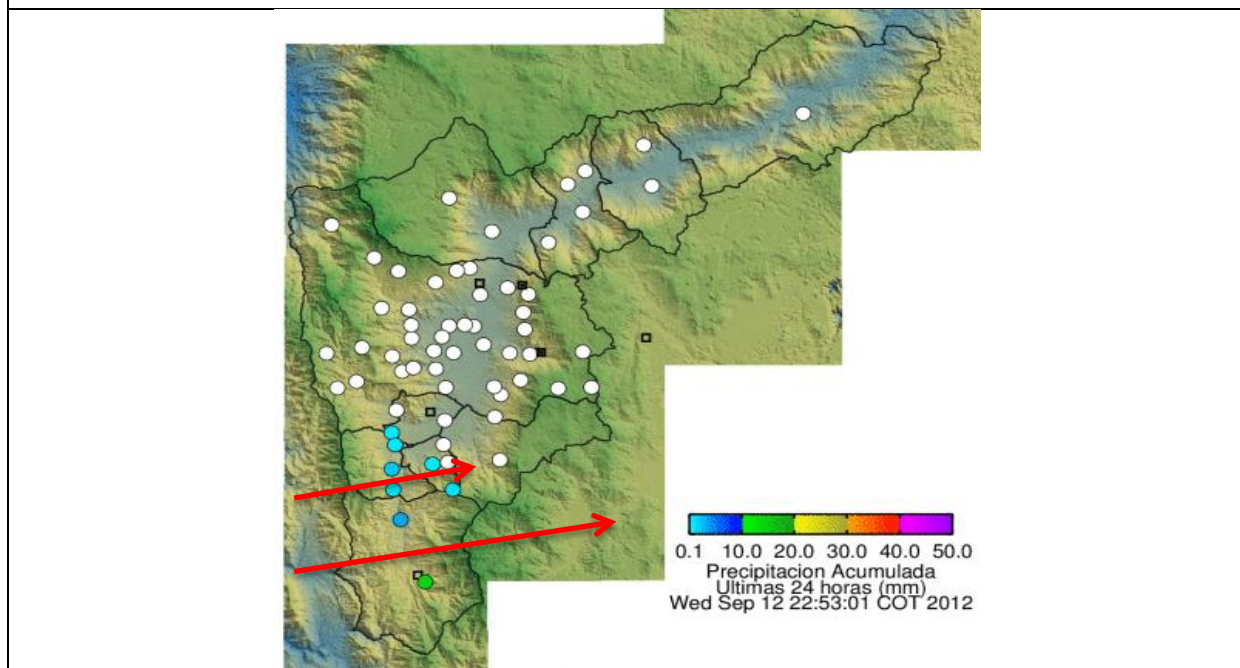 0.1 10.0 20.0 30.0 40.0 50.0
Precipitacion Acumulada
Ultimas 24 horas (mm)
Wed Sep 12 22:53:01 COT 2012